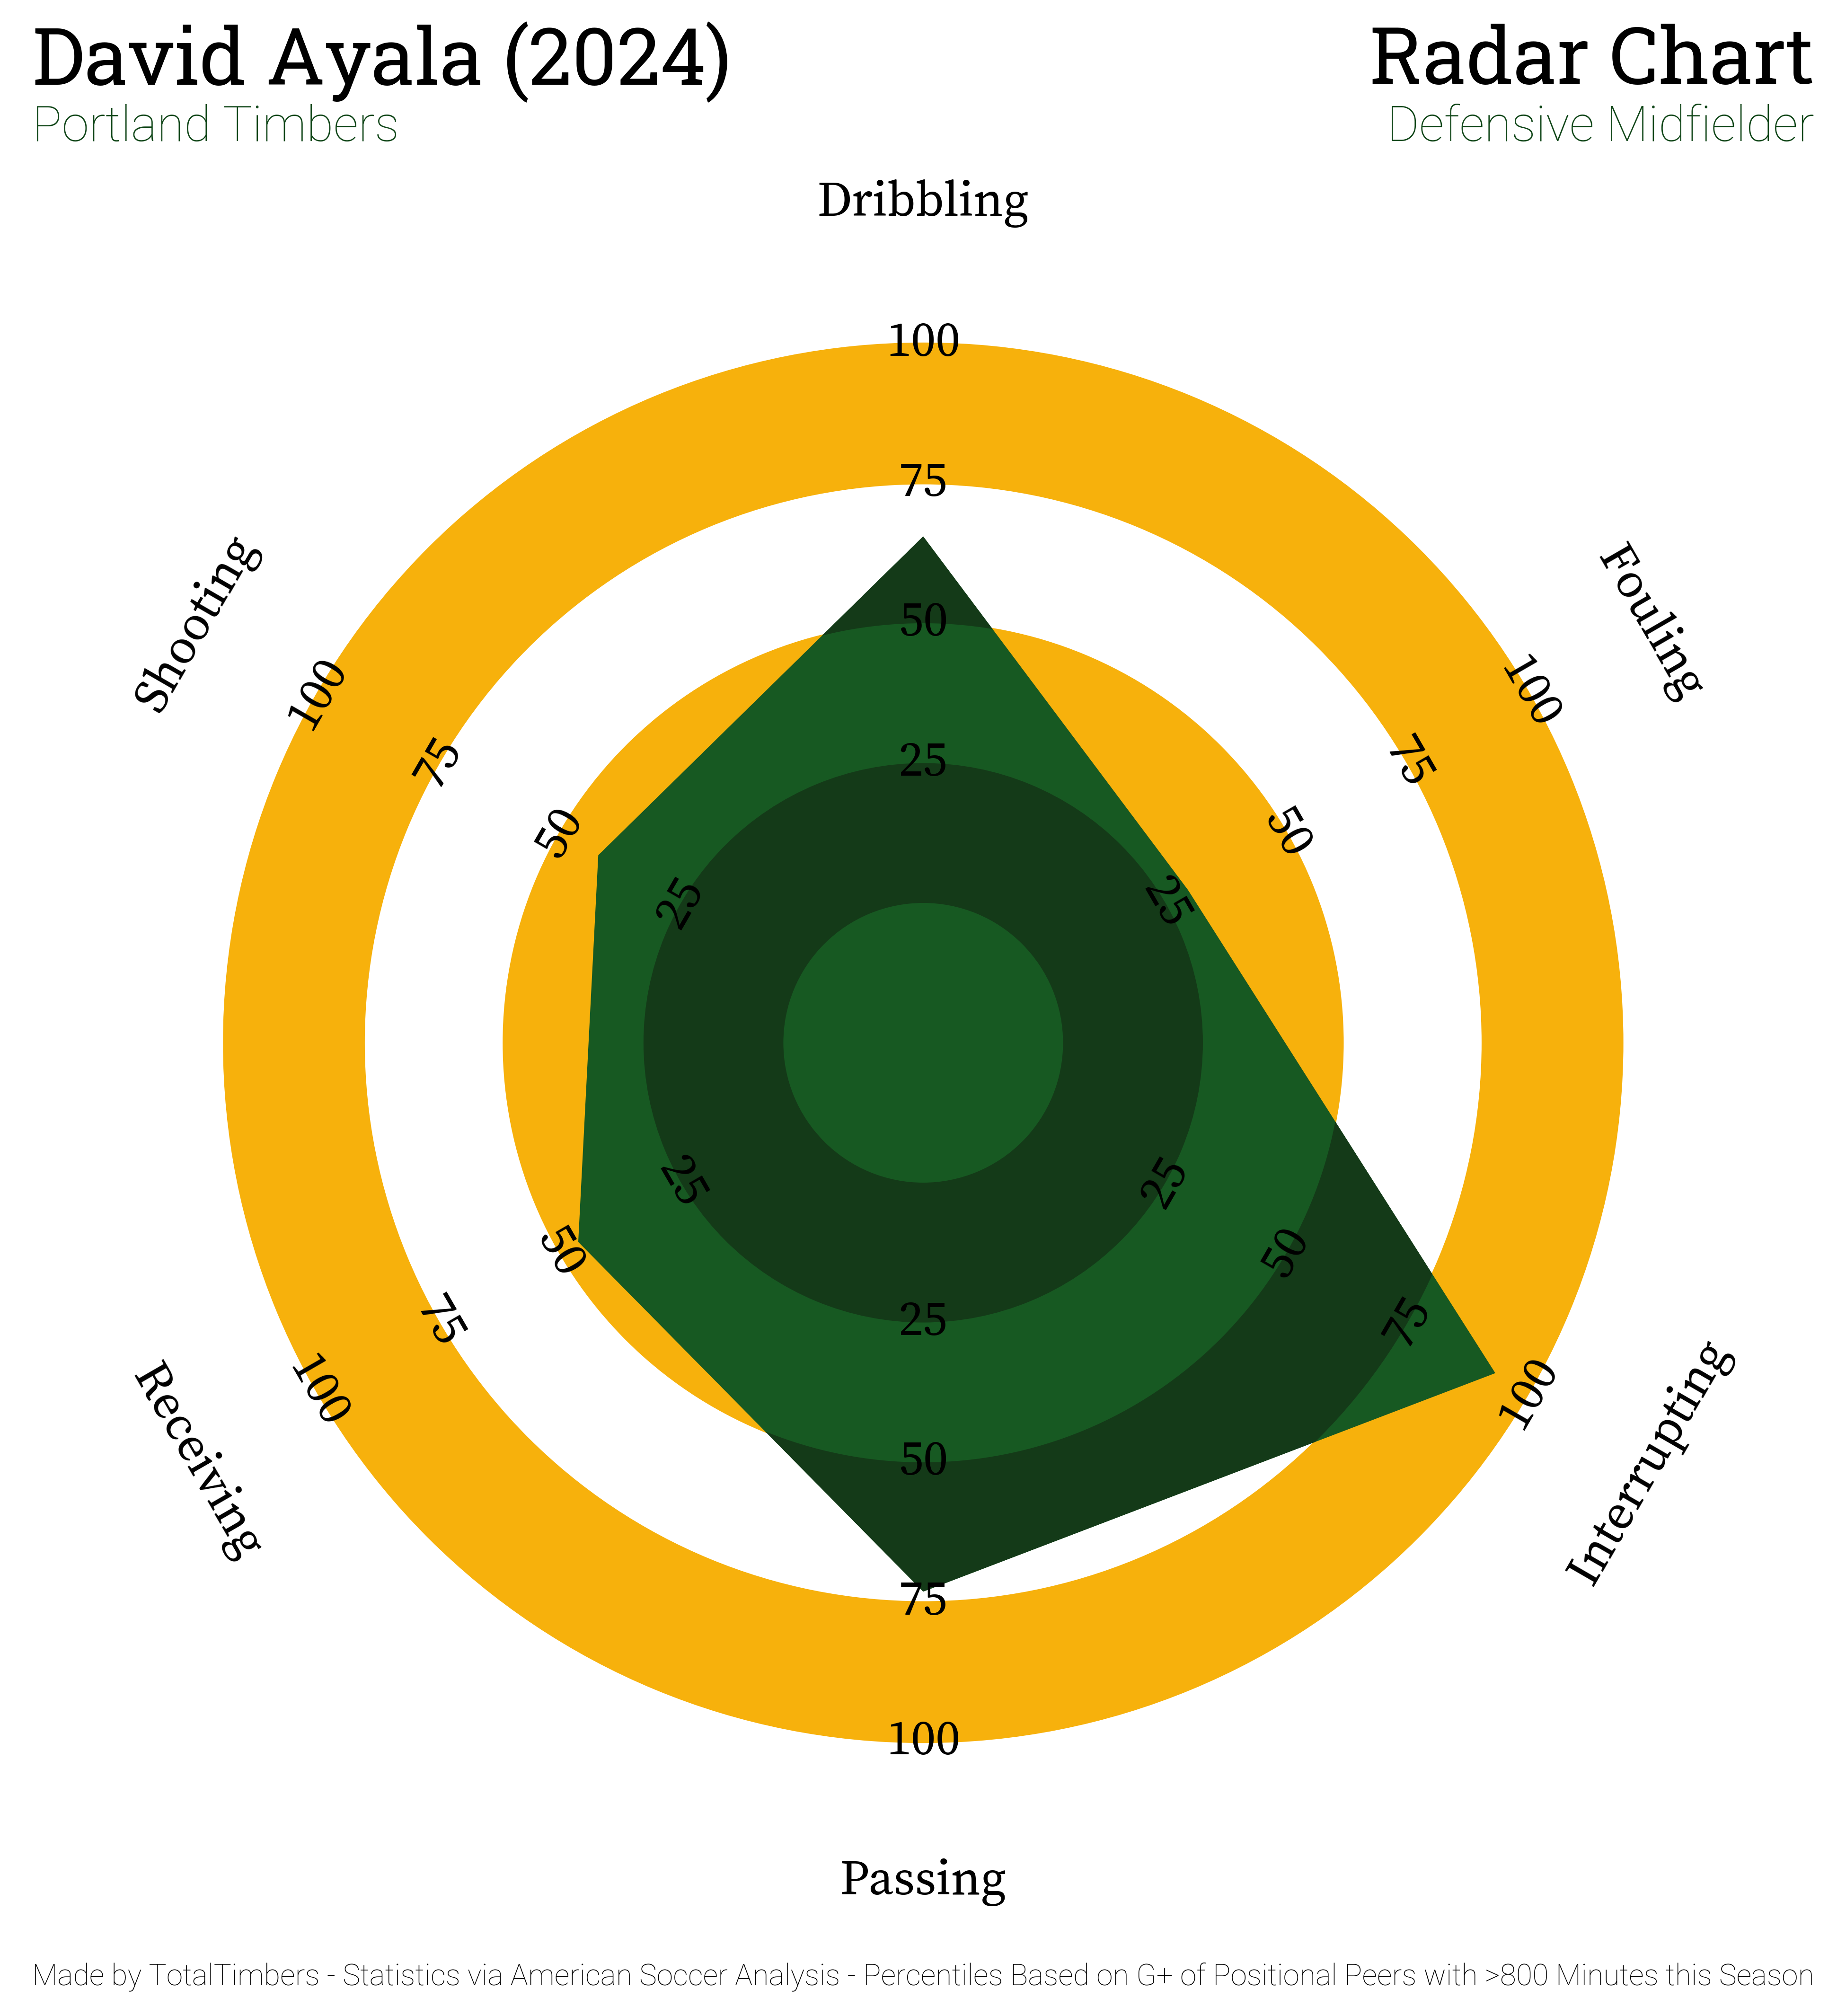 David Ayala (2024)
Radar Chart
Portland Timbers
Defensive Midfielder
Dribbling
100
75
50
25
Fouling
100
75
50
25
Interrupting
100
75
50
25
Passing
100
75
50
25
Receiving
100
75
50
25
Shooting
100
75
50
25
Made by TotalTimbers - Statistics via American Soccer Analysis - Percentiles Based on G+ of Positional Peers with >800 Minutes this Season